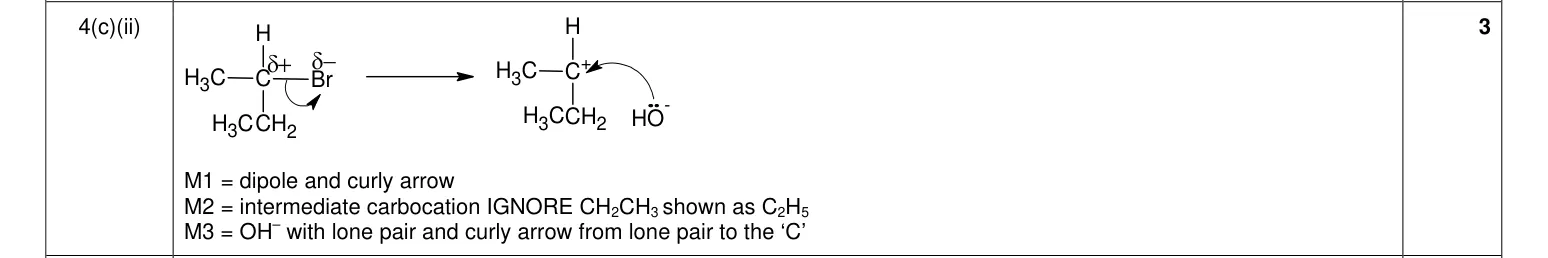 4(c)(ii)
3
H
H
δ+ δ–
H₃C C Br
H₃C C+
H₃CCH₂
H₃CCH₂ HÖ⁻
M1 = dipole and curly arrow
M2 = intermediate carbocation IGNORE CH₂CH₃ shown as C₂H₅
M3 = OH⁻ with lone pair and curly arrow from lone pair to the ‘C’